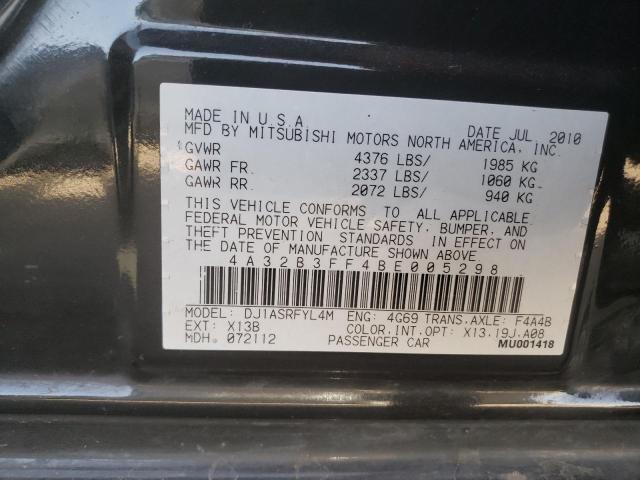 MADE IN U.S.A. DATE JUL. 2010
MFD BY MITSUBISHI MOTORS NORTH AMERICA, INC.
GVWR 4376 LBS/ 1985 KG
GAWR FR. 2337 LBS/ 1060 KG
GAWR RR. 2072 LBS/ 940 KG
THIS VEHICLE CONFORMS TO ALL APPLICABLE
FEDERAL MOTOR VEHICLE SAFETY, BUMPER, AND
THEFT PREVENTION STANDARDS IN EFFECT ON
THE DATE OF MANUFACTURE SHOWN ABOVE.
4A32B3FF4BE005298
MODEL: DJ1ASRFYL4M ENG: 4G69 TRANS.AXLE: F4A4B
EXT: X13B COLOR.INT.OPT: X13.19J.A08
MDH. 072112 PASSENGER CAR MU001418